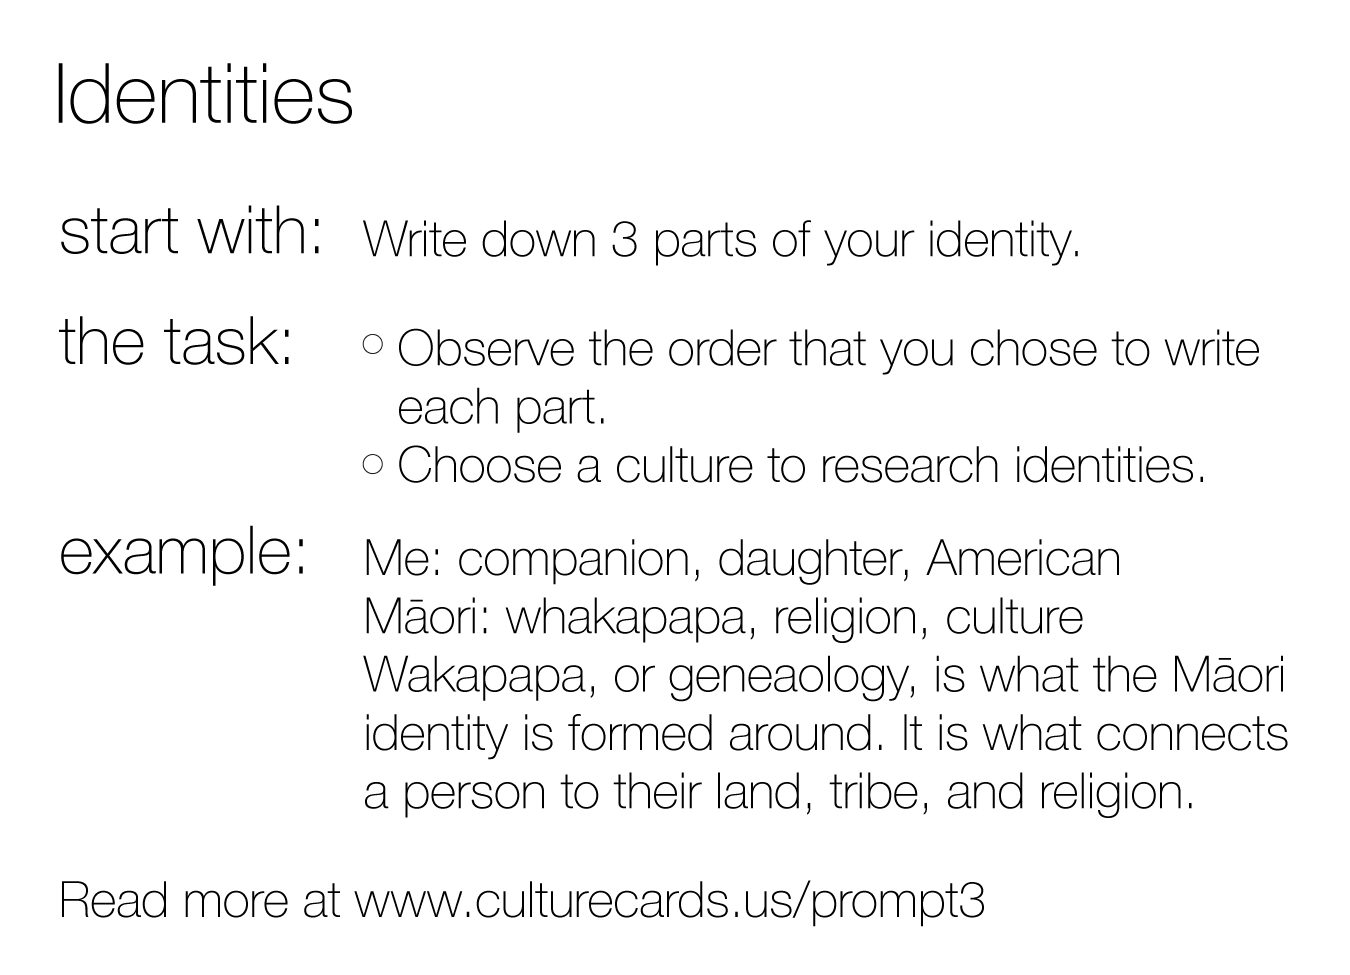 Identities
start with: Write down 3 parts of your identity.
the task: ○ Observe the order that you chose to write
each part.
○ Choose a culture to research identities.
example: Me: companion, daughter, American
Māori: whakapapa, religion, culture
Wakapapa, or geneaology, is what the Māori
identity is formed around. It is what connects
a person to their land, tribe, and religion.
Read more at www.culturecards.us/prompt3